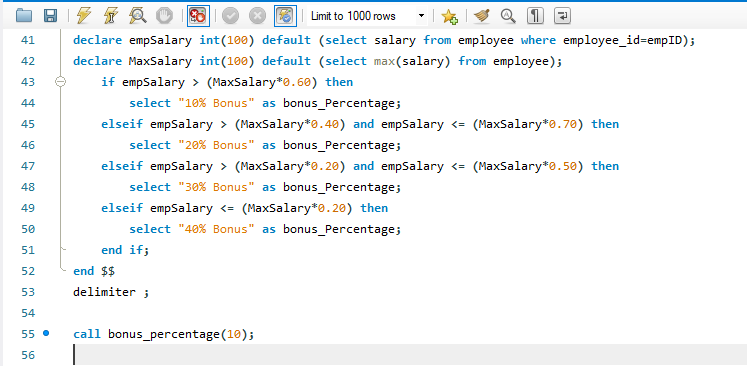 Limit to 1000 rows
41 declare empSalary int(100) default (select salary from employee where employee_id=empID);
42 declare MaxSalary int(100) default (select max(salary) from employee);
43 if empSalary > (MaxSalary*0.60) then
44 select "10% Bonus" as bonus_Percentage;
45 elseif empSalary > (MaxSalary*0.40) and empSalary <= (MaxSalary*0.70) then
46 select "20% Bonus" as bonus_Percentage;
47 elseif empSalary > (MaxSalary*0.20) and empSalary <= (MaxSalary*0.50) then
48 select "30% Bonus" as bonus_Percentage;
49 elseif empSalary <= (MaxSalary*0.20) then
50 select "40% Bonus" as bonus_Percentage;
51 end if;
52 end $$
53 delimiter ;
54
55 call bonus_percentage(10);
56